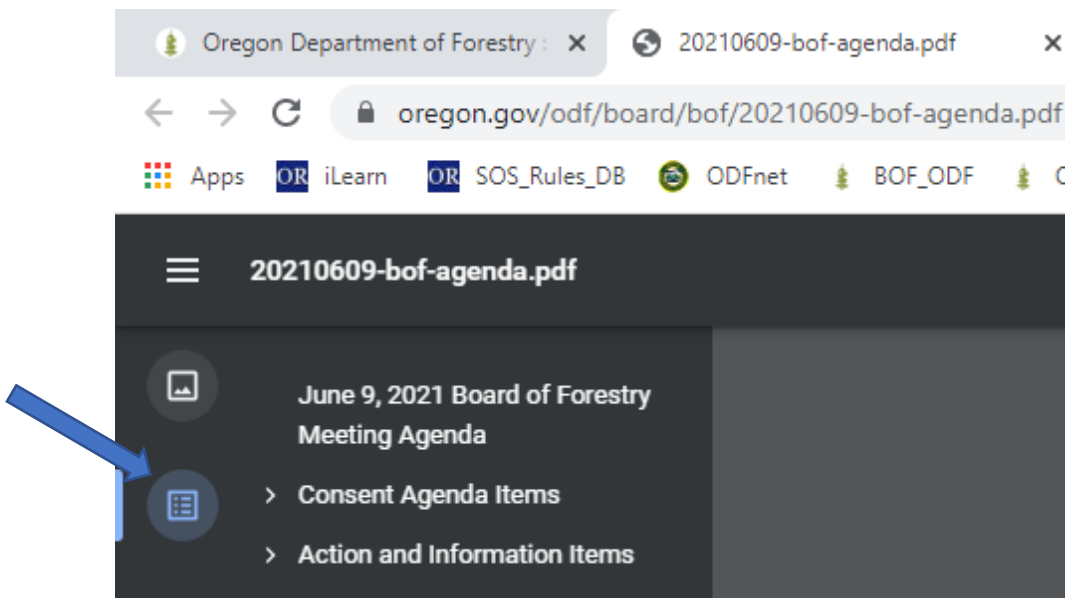 Oregon Department of Forestry : 20210609-bof-agenda.pdf
oregon.gov/odf/board/bof/20210609-bof-agenda.pdf
Apps OR iLearn OR SOS_Rules_DB ODFnet BOF_ODF
20210609-bof-agenda.pdf
June 9, 2021 Board of Forestry
Meeting Agenda
Consent Agenda Items
Action and Information Items